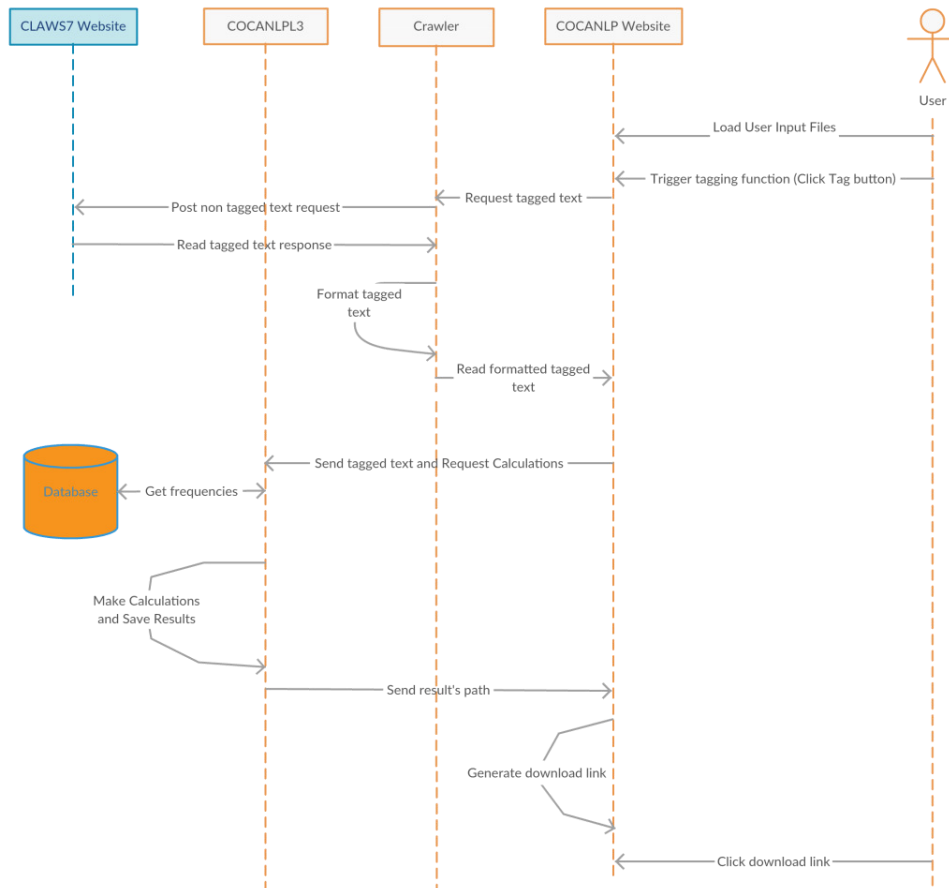 CLAWS7 Website
COCANLPL3
Crawler
COCANLP Website
User
Load User Input Files
Trigger tagging function (Click Tag button)
Request tagged text
Post non tagged text request
Read tagged text response
Format tagged
text
Read formatted tagged
text
Send tagged text and Request Calculations
Database
Get frequencies
Make Calculations
and Save Results
Send result's path
Generate download link
Click download link